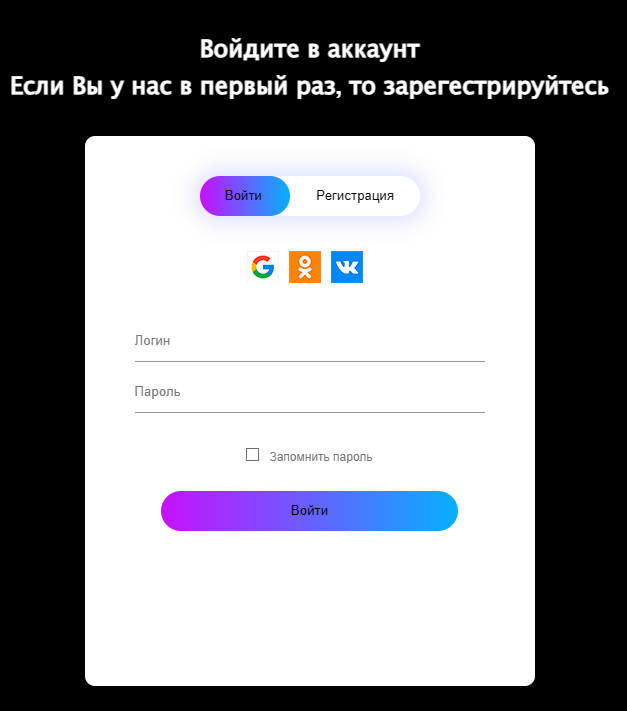 Войдите в аккаунт
Если Вы у нас в первый раз, то зарегестрируйтесь
Войти Регистрация
Логин
Пароль
Запомнить пароль
Войти